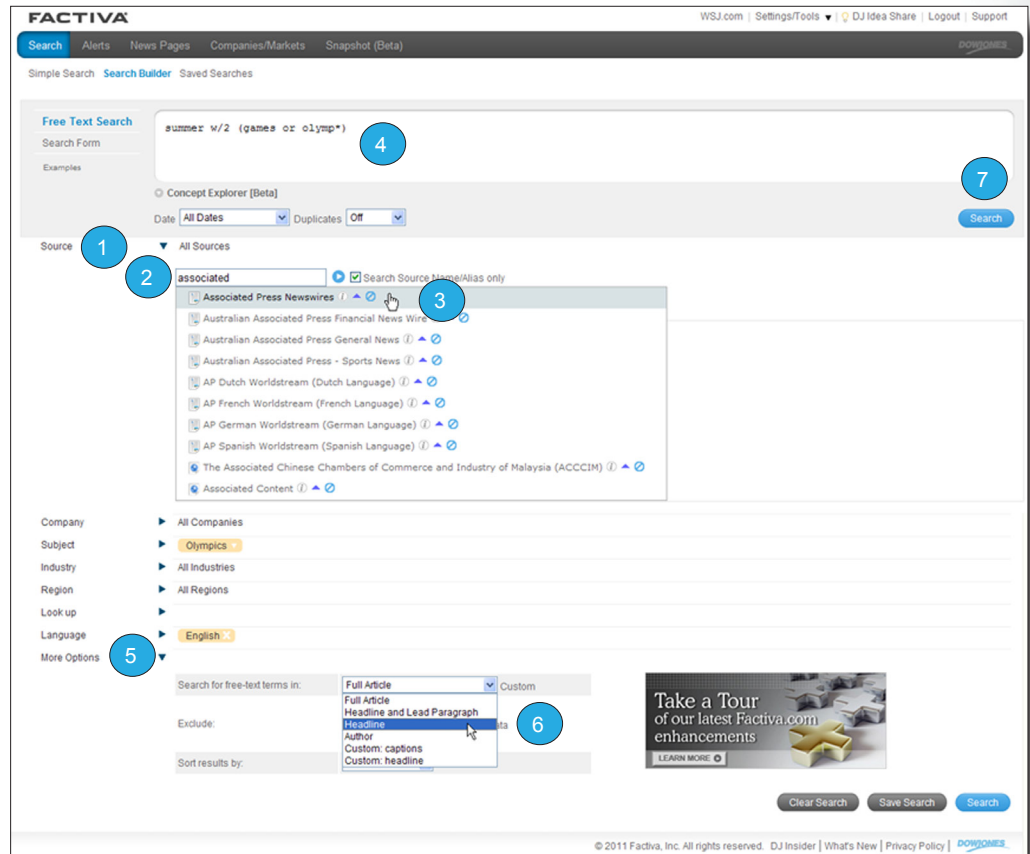 FACTIVA
WSJ.com | Settings/Tools | DJ Idea Share | Logout | Support
Search Alerts News Pages Companies/Markets Snapshot (Beta) DOWJONES
Simple Search Search Builder Saved Searches
Free Text Search
summer w/2 (games or olymp*)
4
Search Form
Examples
7
Concept Explorer [Beta]
Date All Dates Duplicates Off
Search
Source 1 All Sources
2 associated Search Source Name/Alias only
Associated Press Newswires 3
Australian Associated Press Financial News Wire
Australian Associated Press General News
Australian Associated Press - Sports News
AP Dutch Worldstream (Dutch Language)
AP French Worldstream (French Language)
AP German Worldstream (German Language)
AP Spanish Worldstream (Spanish Language)
The Associated Chinese Chambers of Commerce and Industry of Malaysia (ACCCIM)
Associated Content
Company All Companies
Subject Olympics
Industry All Industries
Region All Regions
Look up
Language English
More Options 5
Search for free-text terms in: Full Article Custom
Full Article
Headline and Lead Paragraph
Exclude: Headline 6
Author
Custom: captions
Custom: headline
Sort results by:
Take a Tour
of our latest Factiva.com
enhancements
LEARN MORE
Clear Search Save Search Search
© 2011 Factiva, Inc. All rights reserved. DJ Insider | What's New | Privacy Policy | DOWJONES